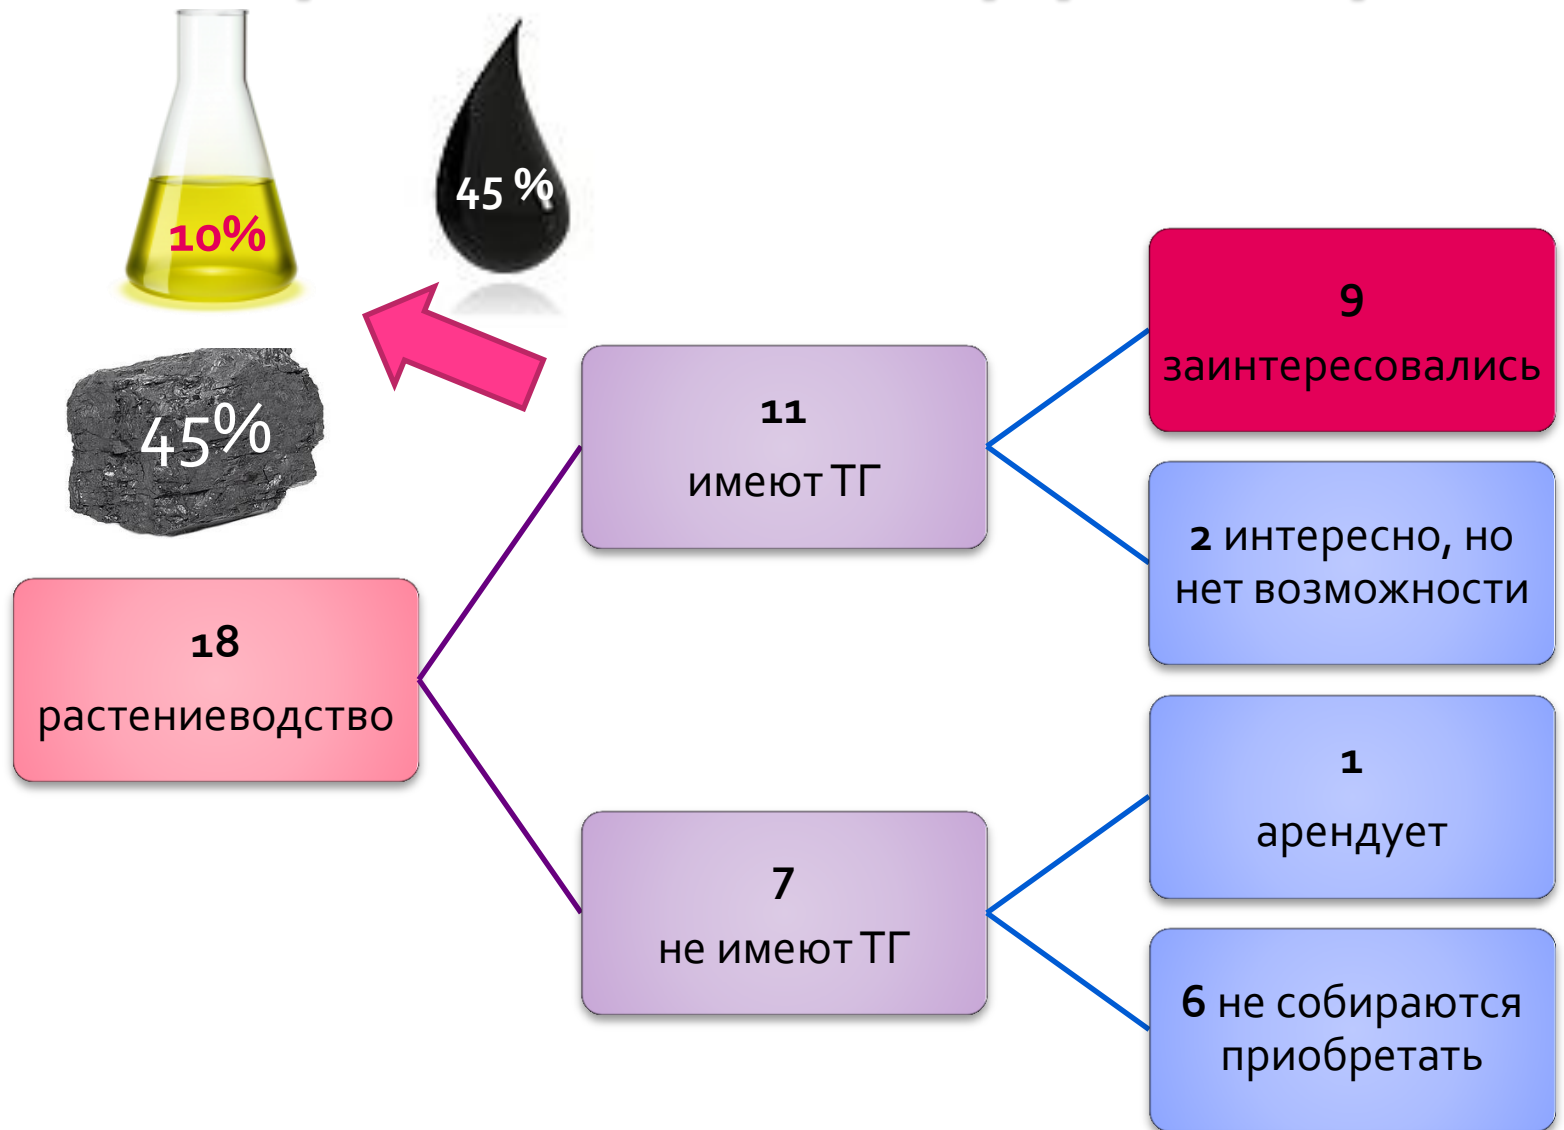 10%
45 %
45%
18
растениеводство
11
имеют ТГ
7
не имеют ТГ
9
заинтересовались
2 интересно, но
нет возможности
1
арендует
6 не собираются
приобретать